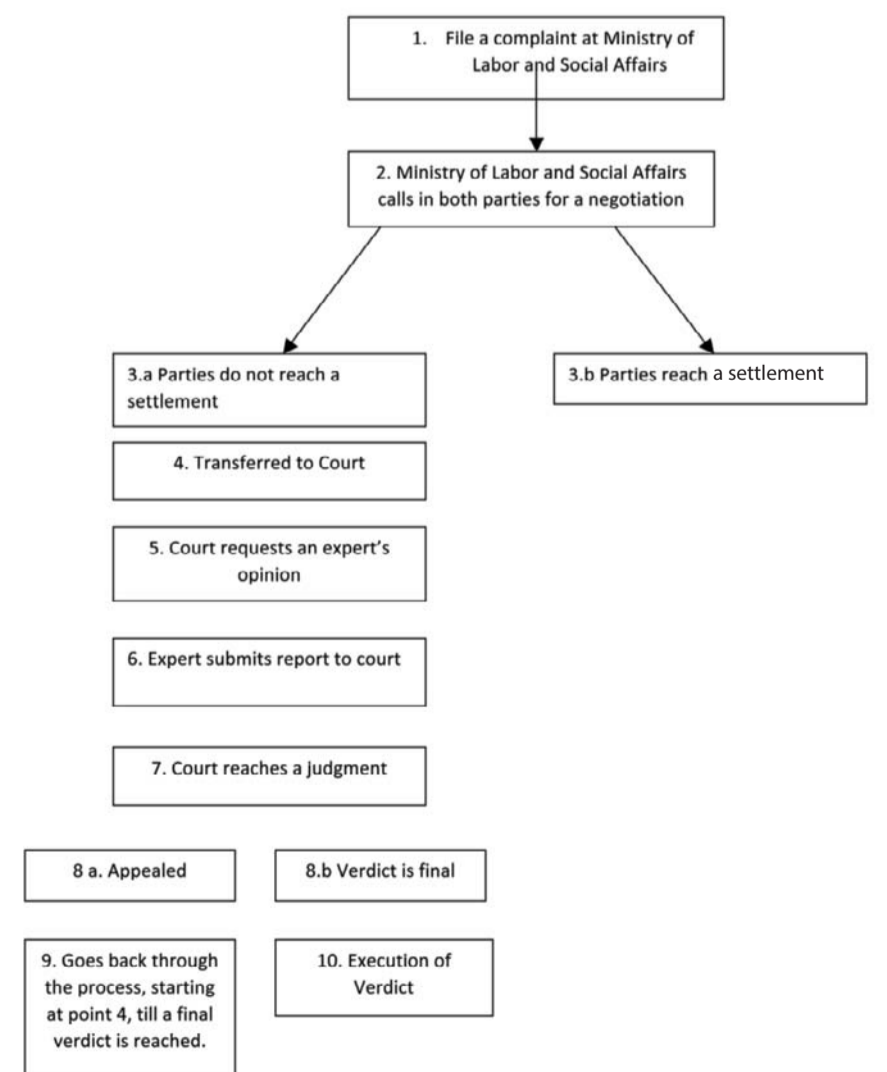 1. File a complaint at Ministry of
Labor and Social Affairs
2. Ministry of Labor and Social Affairs
calls in both parties for a negotiation
3.a Parties do not reach a
settlement
3.b Parties reach a settlement
4. Transferred to Court
5. Court requests an expert's
opinion
6. Expert submits report to court
7. Court reaches a judgment
8 a. Appealed
8.b Verdict is final
9. Goes back through
the process, starting
at point 4, till a final
verdict is reached.
10. Execution of
Verdict